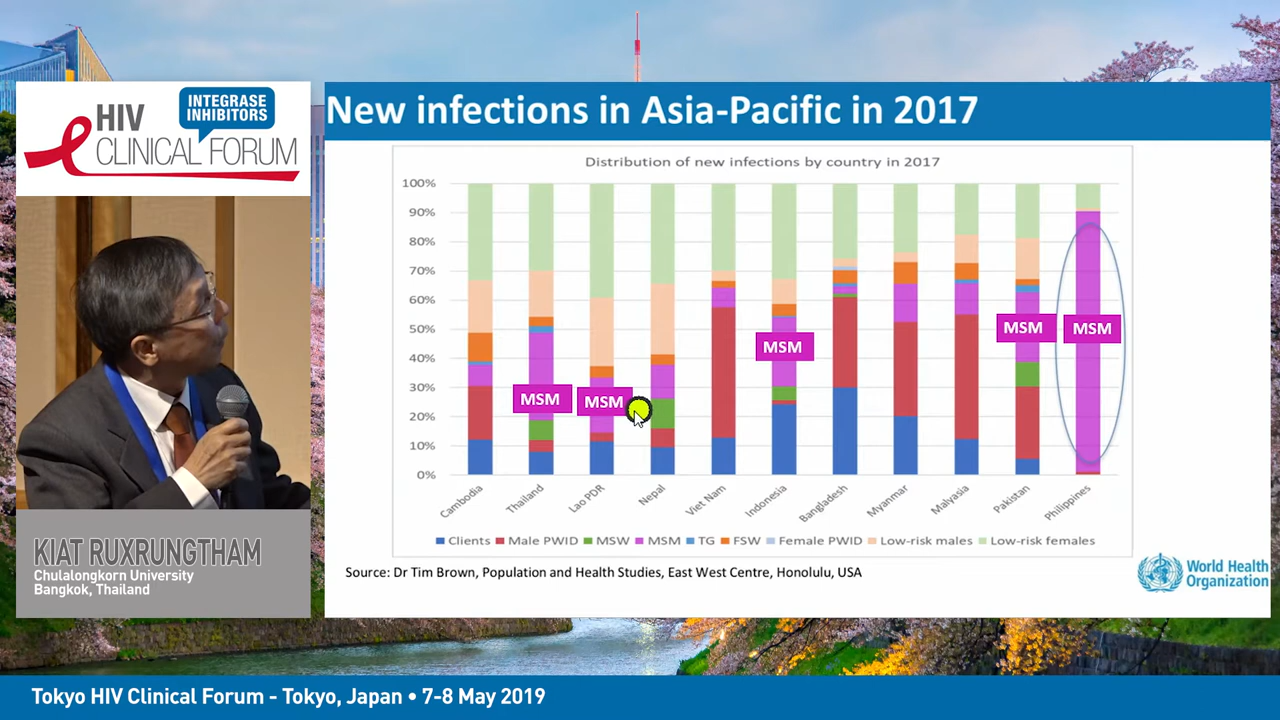 HIV
INTEGRASE
INHIBITORS
CLINICAL FORUM
KIAT RUXRUNGTHAM
Chulalongkorn University
Bangkok, Thailand
New infections in Asia-Pacific in 2017
Distribution of new infections by country in 2017
100%
90%
80%
70%
60%
50%
40%
30%
20%
10%
0%
MSM
MSM
MSM
MSM
MSM
Cambodia
Thailand
Lao PDR
Nepal
Viet Nam
Indonesia
Bangladesh
Myanmar
Malyasia
Pakistan
Philippines
Clients Male PWID MSW MSM TG FSW Female PWID Low-risk males Low-risk females
Source: Dr Tim Brown, Population and Health Studies, East West Centre, Honolulu, USA
World Health
Organization
Tokyo HIV Clinical Forum - Tokyo, Japan • 7-8 May 2019